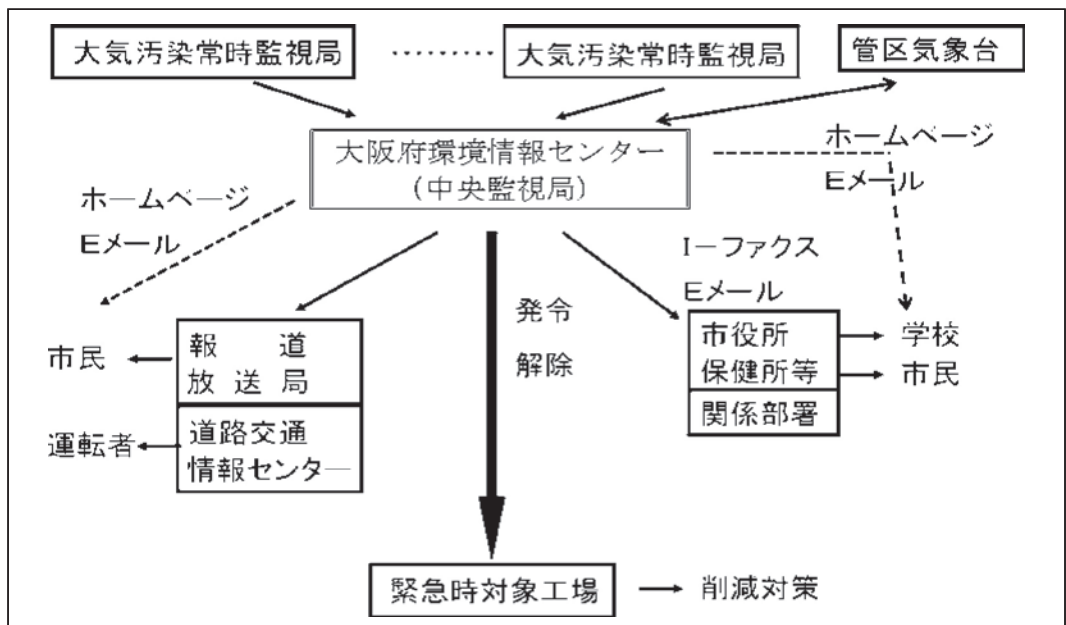 大気汚染常時監視局
大気汚染常時監視局
管区気象台
大阪府環境情報センター
(中央監視局)
ホームページ
Eメール
ホームページ
Eメール
I-ファクス
Eメール
発令
解除
市民
報道
放送局
運転者
道路交通
情報センター
市役所
保健所等
関係部署
学校
市民
緊急時対象工場
削減対策